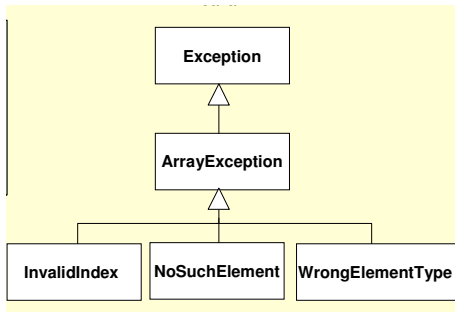 Exception
ArrayException
InvalidIndex
NoSuchElement
WrongElementType